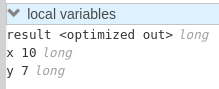 local variables
result <optimized out> long
x 10 long
y 7 long